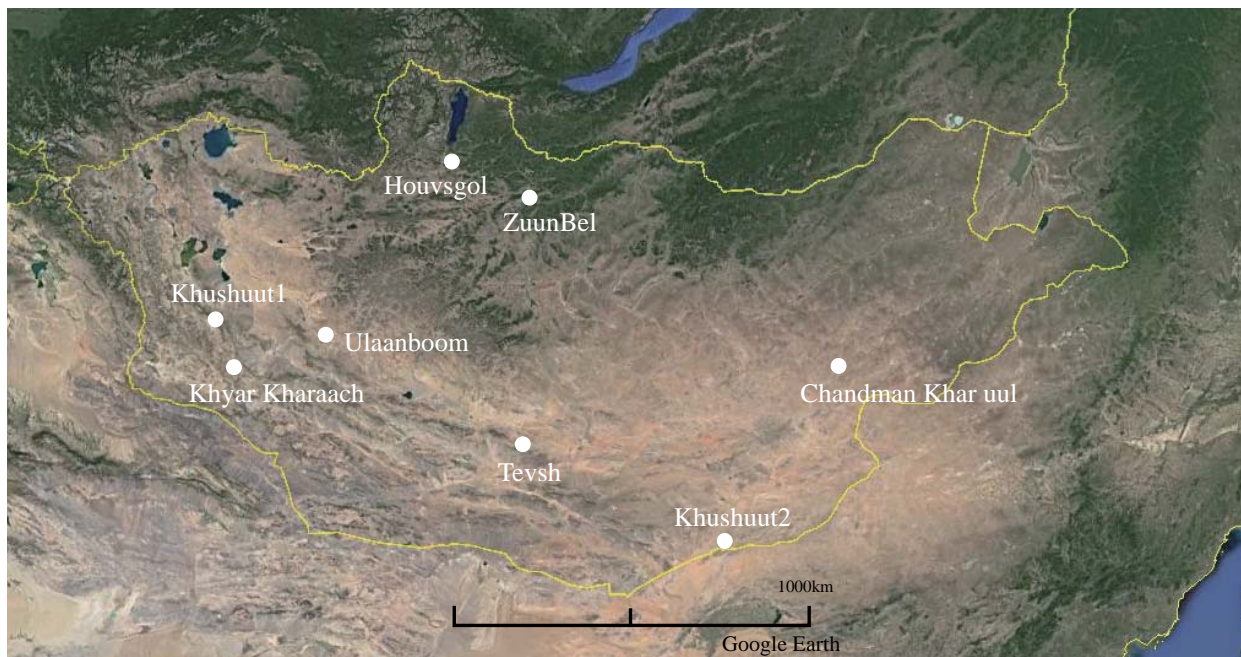 Houvsgol
ZuunBel
Khushuut1
Ulaanboom
Khyar Kharaach
Chandman Khar uul
Tevsh
Khushuut2
1000km
Google Earth